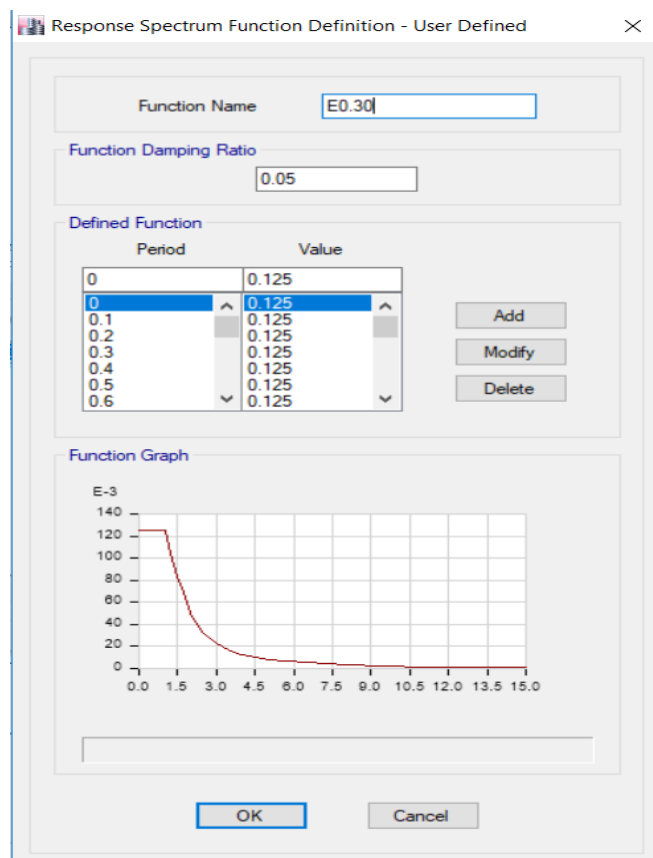 Response Spectrum Function Definition - User Defined
Function Name
E0.30
Function Damping Ratio
0.05
Defined Function
Period Value
0 0.125
0 0.125
0.1 0.125
0.2 0.125
0.3 0.125
0.4 0.125
0.5 0.125
0.6 0.125
Add
Modify
Delete
Function Graph
E-3
140
120
100
80
60
40
20
0
0.0 1.5 3.0 4.5 6.0 7.5 9.0 10.5 12.0 13.5 15.0
OK Cancel